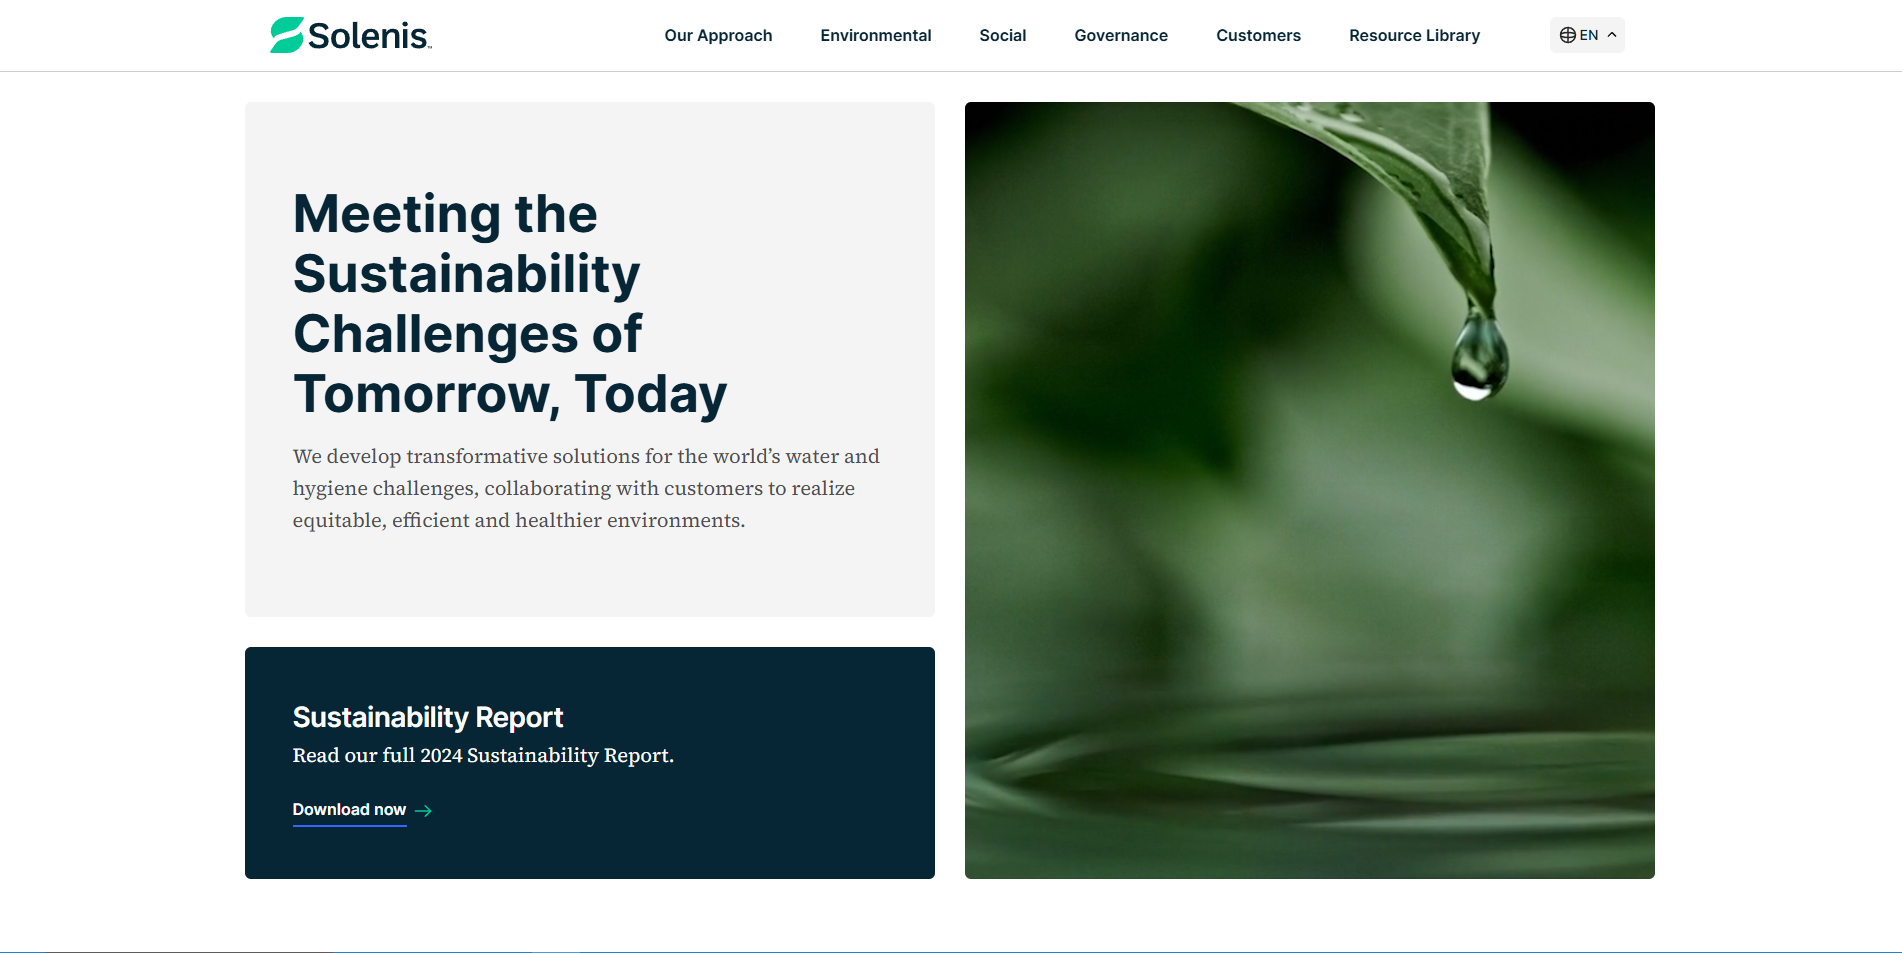 Solenis™
Our Approach
Environmental
Social
Governance
Customers
Resource Library
EN
Meeting the
Sustainability
Challenges of
Tomorrow, Today
We develop transformative solutions for the world’s water and
hygiene challenges, collaborating with customers to realize
equitable, efficient and healthier environments.
Sustainability Report
Read our full 2024 Sustainability Report.
Download now